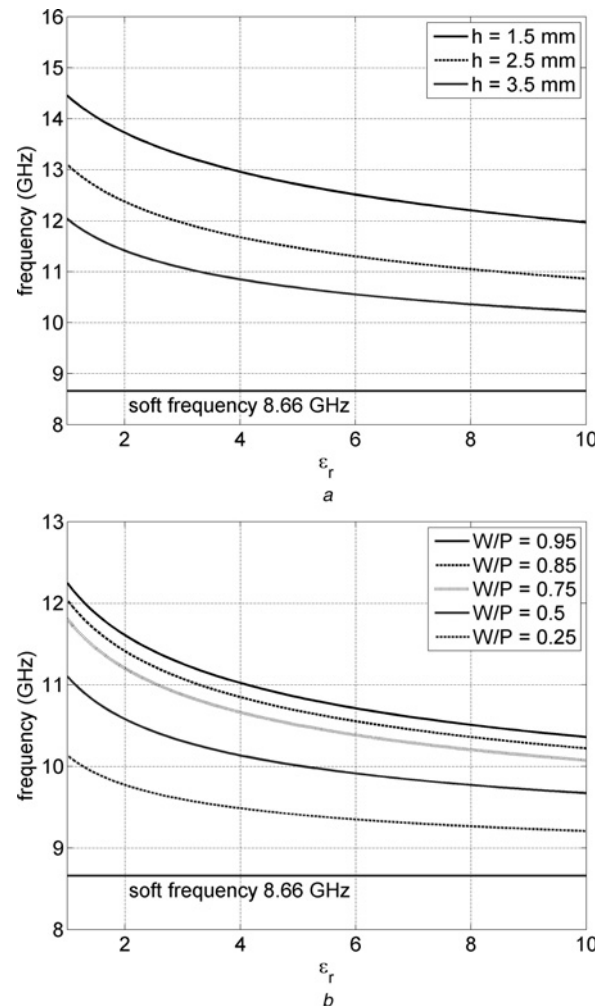 16
15
14
13
12
11
10
9
8
frequency (GHz)
h = 1.5 mm
h = 2.5 mm
h = 3.5 mm
soft frequency 8.66 GHz
2 4 6 8 10
εr
a
13
12
11
10
9
8
frequency (GHz)
W/P = 0.95
W/P = 0.85
W/P = 0.75
W/P = 0.5
W/P = 0.25
soft frequency 8.66 GHz
2 4 6 8 10
εr
b